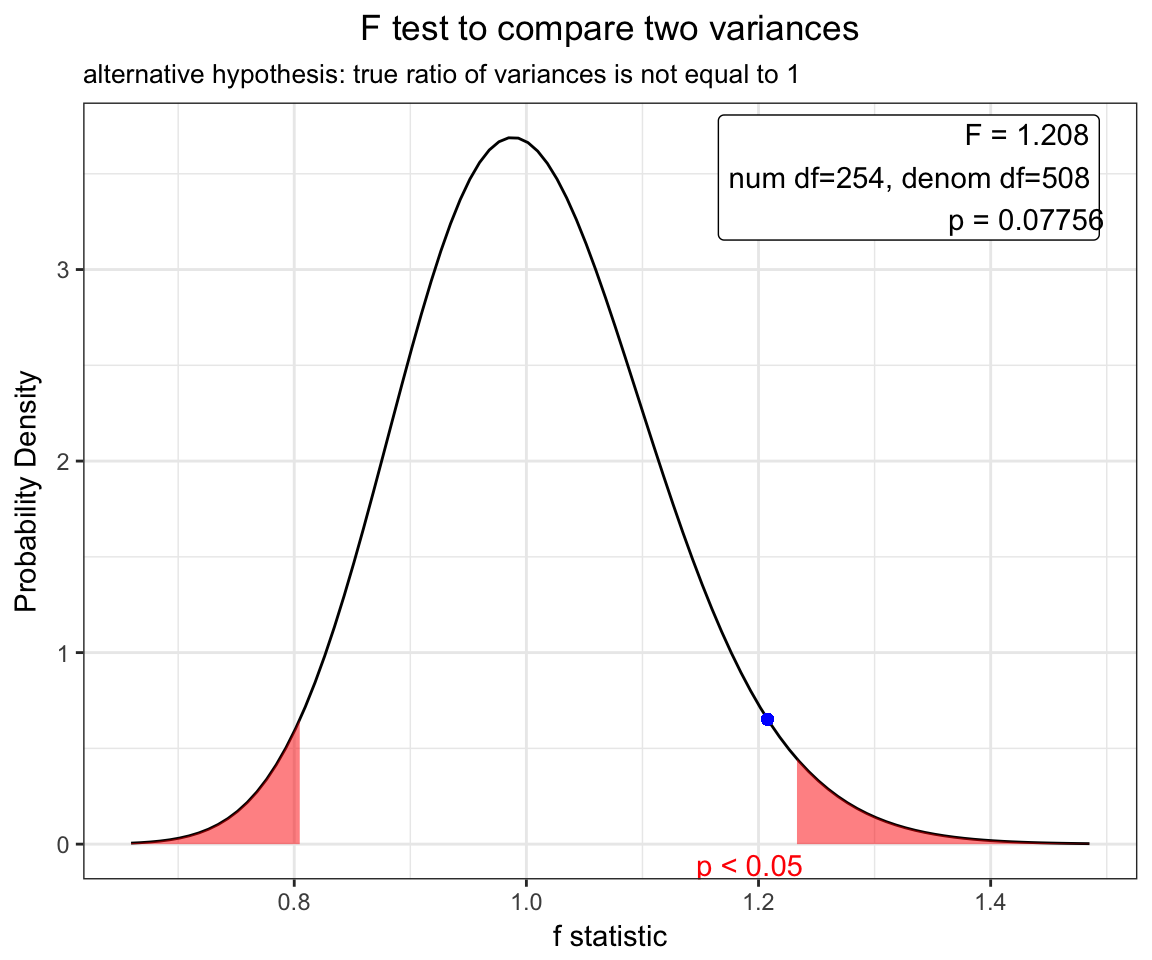 F test to compare two variances
alternative hypothesis: true ratio of variances is not equal to 1
F = 1.208
num df=254, denom df=508
p = 0.07756
Probability Density
3
2
1
0
p < 0.05
0.8 1.0 1.2 1.4
f statistic